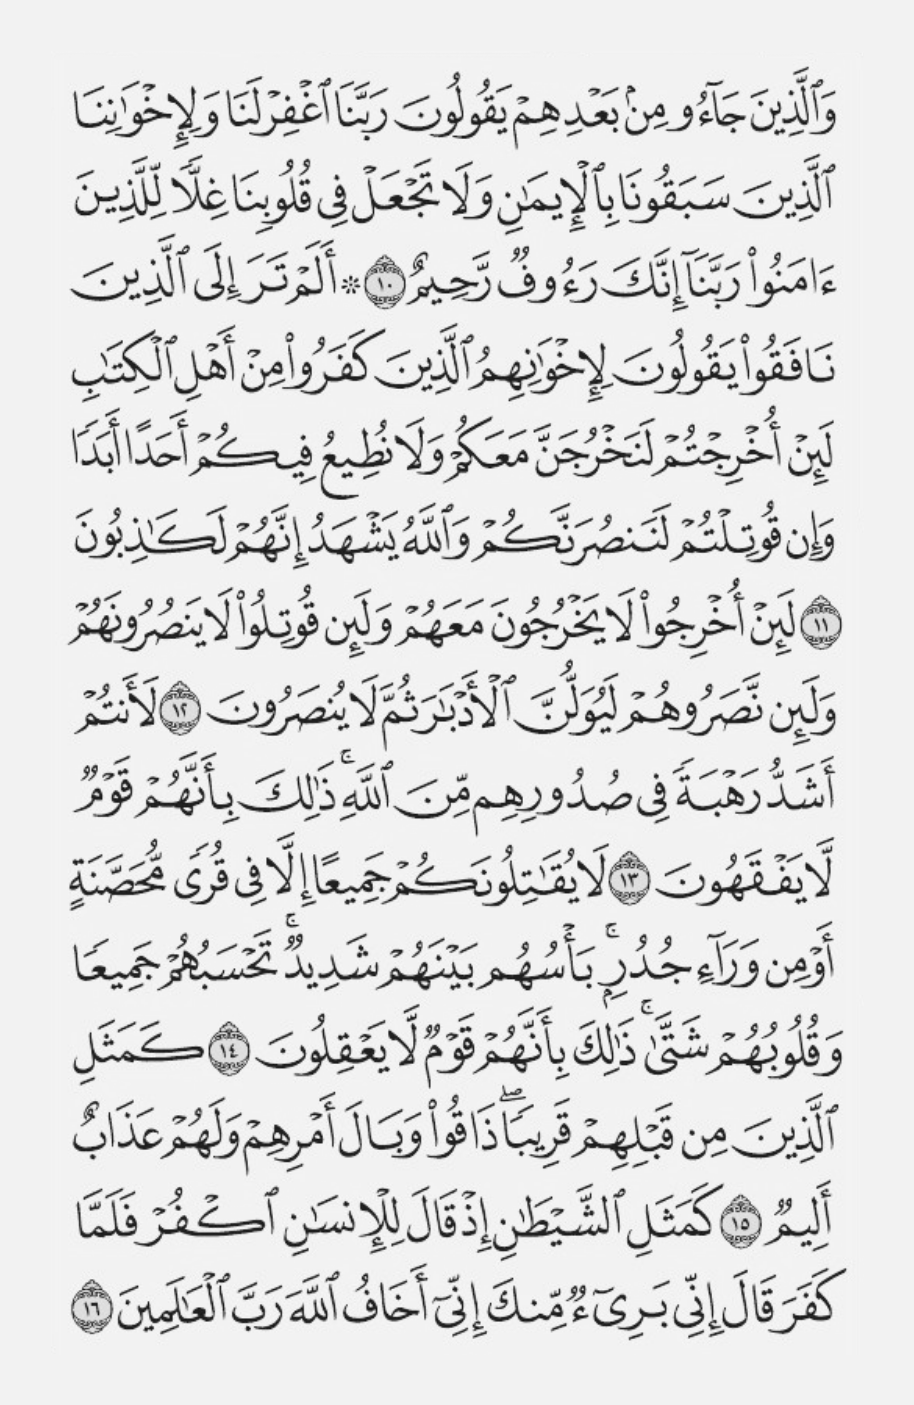 وَٱلَّذِينَ جَآءُو مِنۢ بَعۡدِهِمۡ يَقُولُونَ رَبَّنَا ٱغۡفِرۡ لَنَا وَلِإِخۡوَٰنِنَا
ٱلَّذِينَ سَبَقُونَا بِٱلۡإِيمَٰنِ وَلَا تَجۡعَلۡ فِي قُلُوبِنَا غِلّٗا لِّلَّذِينَ
ءَامَنُواْ رَبَّنَآ إِنَّكَ رَءُوفٞ رَّحِيمٌ ١٠ ۞ أَلَمۡ تَرَ إِلَى ٱلَّذِينَ
نَافَقُواْ يَقُولُونَ لِإِخۡوَٰنِهِمُ ٱلَّذِينَ كَفَرُواْ مِنۡ أَهۡلِ ٱلۡكِتَٰبِ
لَئِنۡ أُخۡرِجۡتُمۡ لَنَخۡرُجَنَّ مَعَكُمۡ وَلَا نُطِيعُ فِيكُمۡ أَحَدًا أَبَدٗا
وَإِن قُوتِلۡتُمۡ لَنَنصُرَنَّكُمۡ وَٱللَّهُ يَشۡهَدُ إِنَّهُمۡ لَكَٰذِبُونَ
١١ لَئِنۡ أُخۡرِجُواْ لَا يَخۡرُجُونَ مَعَهُمۡ وَلَئِن قُوتِلُواْ لَا يَنصُرُونَهُمۡ
وَلَئِن نَّصَرُوهُمۡ لَيُوَلُّنَّ ٱلۡأَدۡبَٰرَ ثُمَّ لَا يُنصَرُونَ ١٢ لَأَنتُمۡ
أَشَدُّ رَهۡبَةٗ فِي صُدُورِهِم مِّنَ ٱللَّهِۚ ذَٰلِكَ بِأَنَّهُمۡ قَوۡمٞ
لَّا يَفۡقَهُونَ ١٣ لَا يُقَٰتِلُونَكُمۡ جَمِيعًا إِلَّا فِي قُرٗى مُّحَصَّنَةٍ
أَوۡ مِن وَرَآءِ جُدُرِۭۚ بَأۡسُهُم بَيۡنَهُمۡ شَدِيدٞۚ تَحۡسَبُهُمۡ جَمِيعٗا
وَقُلُوبُهُمۡ شَتَّىٰۚ ذَٰلِكَ بِأَنَّهُمۡ قَوۡمٞ لَّا يَعۡقِلُونَ ١٤ كَمَثَلِ
ٱلَّذِينَ مِن قَبۡلِهِمۡ قَرِيبٗاۖ ذَاقُواْ وَبَالَ أَمۡرِهِمۡ وَلَهُمۡ عَذَابٌ
أَلِيمٞ ١٥ كَمَثَلِ ٱلشَّيۡطَٰنِ إِذۡ قَالَ لِلۡإِنسَٰنِ ٱكۡفُرۡ فَلَمَّا
كَفَرَ قَالَ إِنِّي بَرِيٓءٞ مِّنكَ إِنِّيٓ أَخَافُ ٱللَّهَ رَبَّ ٱلۡعَٰلَمِينَ ١٦